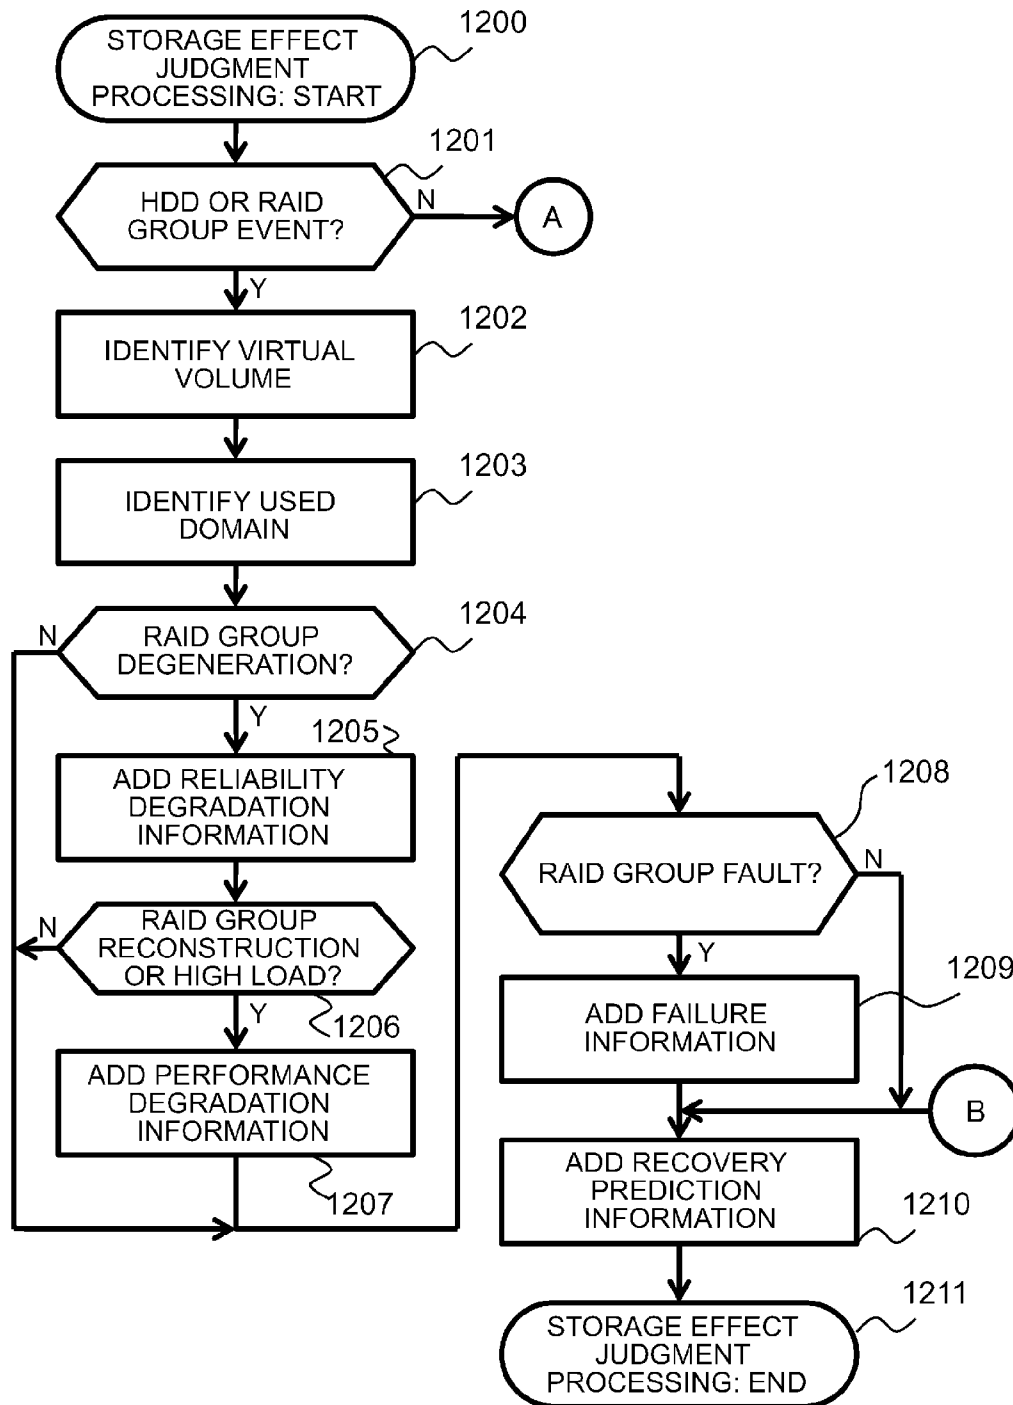 STORAGE EFFECT
JUDGMENT
PROCESSING: START
1200
1201
HDD OR RAID
GROUP EVENT?
N
A
Y
1202
IDENTIFY VIRTUAL
VOLUME
1203
IDENTIFY USED
DOMAIN
1204
N
RAID GROUP
DEGENERATION?
Y
1205
ADD RELIABILITY
DEGRADATION
INFORMATION
N
RAID GROUP
RECONSTRUCTION
OR HIGH LOAD?
Y
1206
ADD PERFORMANCE
DEGRADATION
INFORMATION
1207
1208
RAID GROUP FAULT?
N
Y
1209
ADD FAILURE
INFORMATION
B
ADD RECOVERY
PREDICTION
INFORMATION
1210
1211
STORAGE EFFECT
JUDGMENT
PROCESSING: END